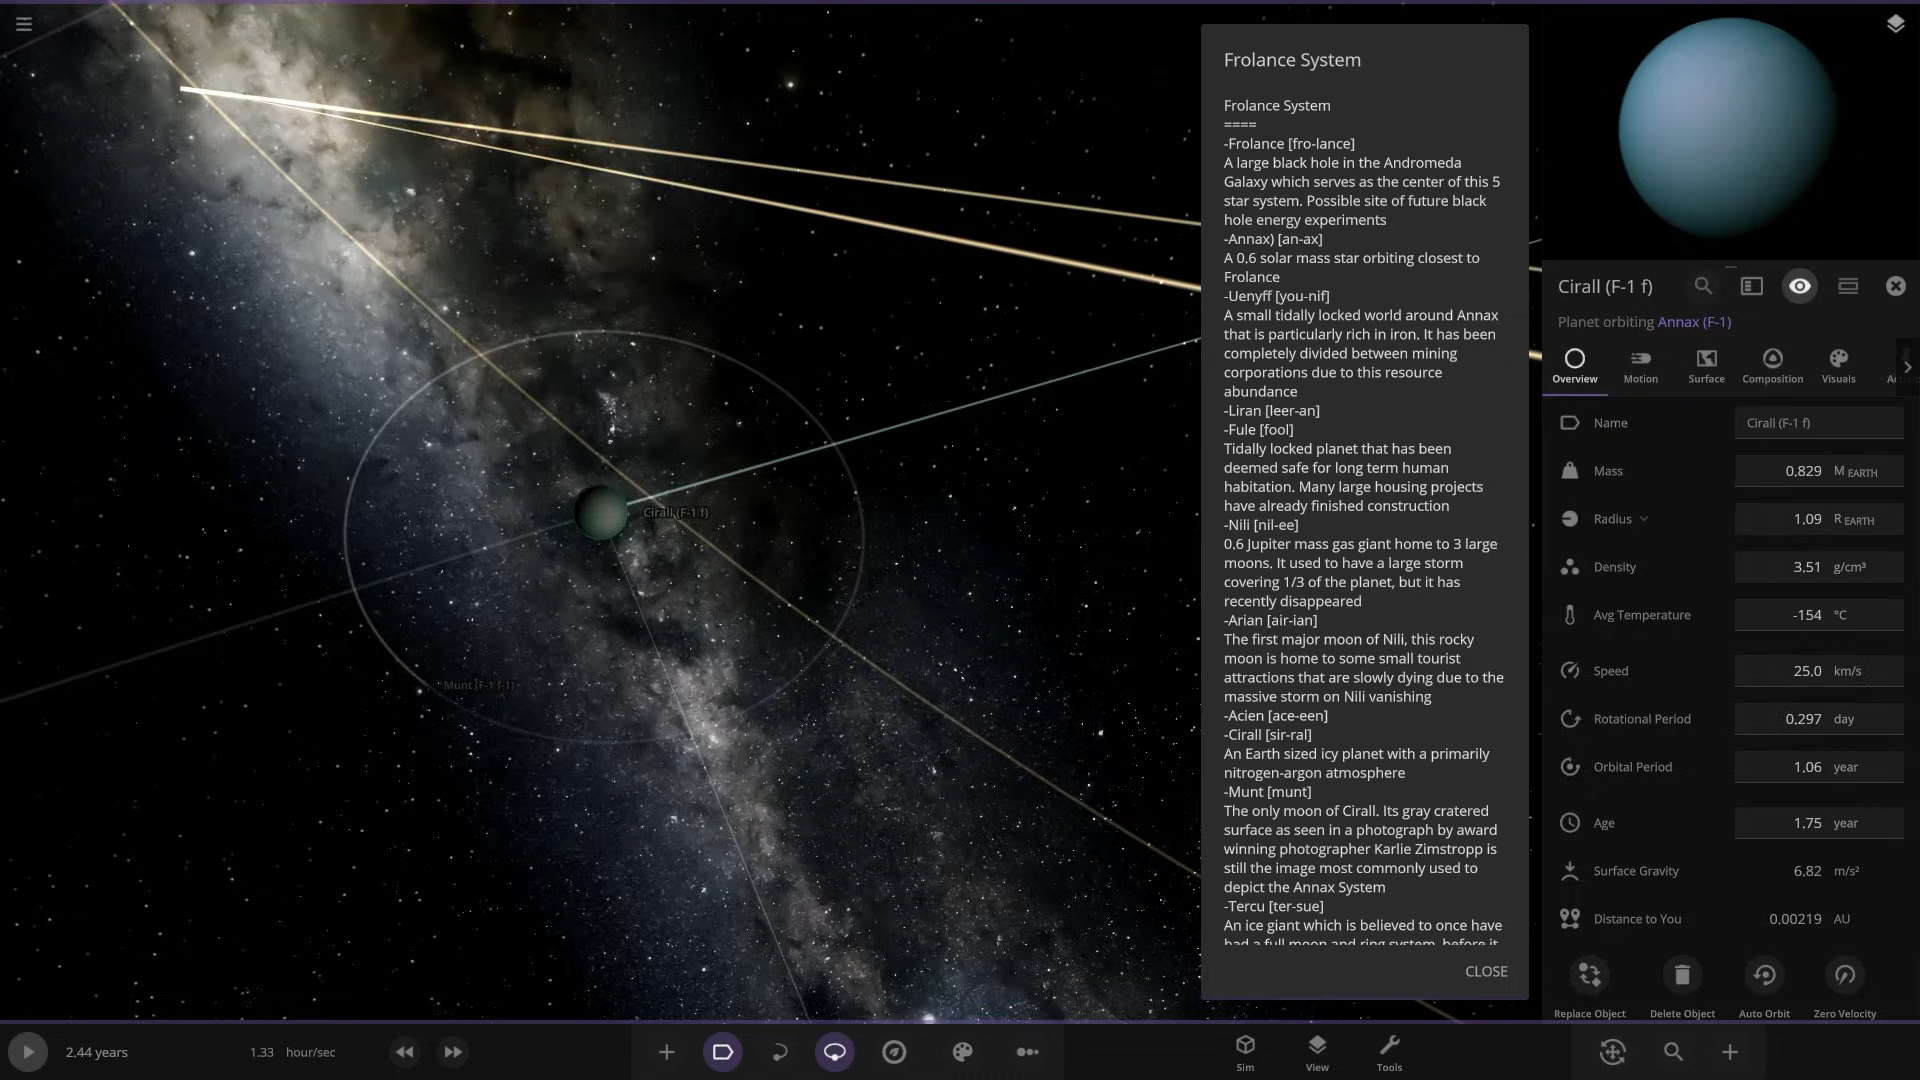 Frolance System
Frolance System
====
-Frolance [fro-lance]
A large black hole in the Andromeda
Galaxy which serves as the center of this 5
star system. Possible site of future black
hole energy experiments
-Annax) [an-ax]
A 0.6 solar mass star orbiting closest to
Frolance
-Uenyff [you-nif]
A small tidally locked world around Annax
that is particularly rich in iron. It has been
completely divided between mining
corporations due to this resource
abundance
-Liran [leer-an]
-Fule [fool]
Tidally locked planet that has been
deemed safe for long term human
habitation. Many large housing projects
have already finished construction
-Nili [nil-ee]
0.6 Jupiter mass gas giant home to 3 large
moons. It used to have a large storm
covering 1/3 of the planet, but it has
recently disappeared
-Arian [air-ian]
The first major moon of Nili, this rocky
moon is home to some small tourist
attractions that are slowly dying due to the
massive storm on Nili vanishing
-Acien [ace-een]
-Cirall [sir-ral]
An Earth sized icy planet with a primarily
nitrogen-argon atmosphere
-Munt [munt]
The only moon of Cirall. Its gray cratered
surface as seen in a photograph by award
winning photographer Karlie Zimstropp is
still the image most commonly used to
depict the Annax System
-Tercu [ter-sue]
An ice giant which is believed to once have
had a full moon and ring system, before it
CLOSE
Cirall (F-1 f)
Munt (F-1 f-1)
Cirall (F-1 f)
Planet orbiting Annax (F-1)
Overview Motion Surface Composition Visuals
Name Cirall (F-1 f)
Mass 0.829 M EARTH
Radius 1.09 R EARTH
Density 3.51 g/cm³
Avg Temperature -154 °C
Speed 25.0 km/s
Rotational Period 0.297 day
Orbital Period 1.06 year
Age 1.75 year
Surface Gravity 6.82 m/s²
Distance to You 0.00219 AU
Replace Object Delete Object Auto Orbit Zero Velocity
2.44 years 1.33 hour/sec
Sim View Tools